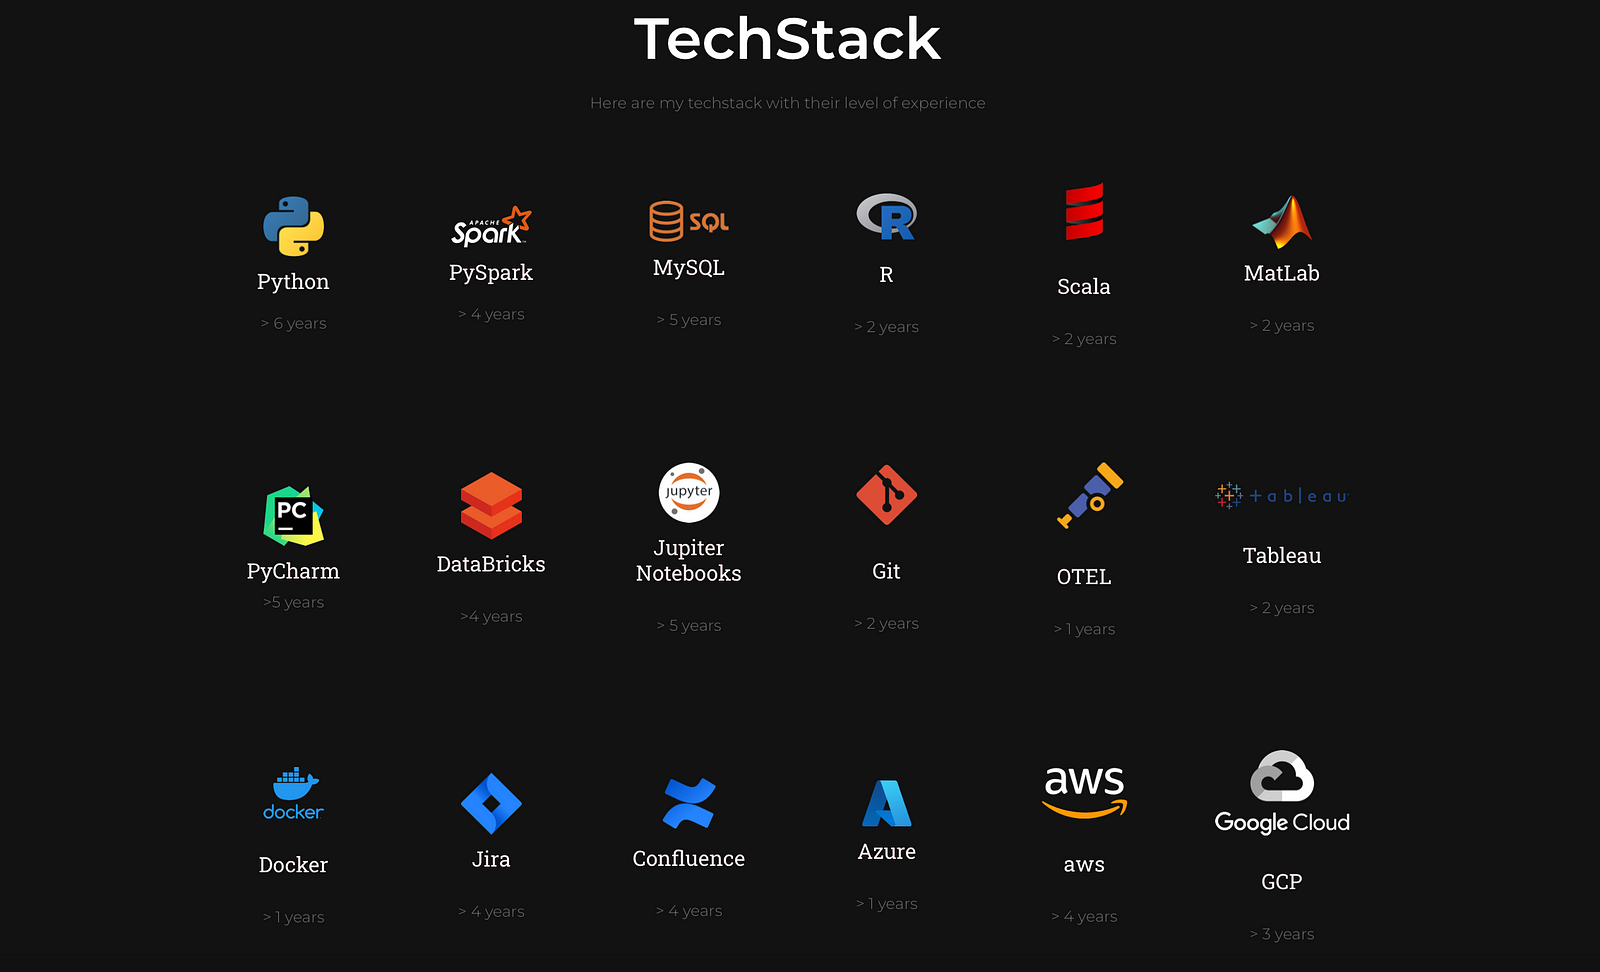 TechStack
Here are my techstack with their level of experience
APACHE
Spark
SQL
R
Python
PySpark
MySQL
R
Scala
MatLab
> 6 years
> 4 years
> 5 years
> 2 years
> 2 years
> 2 years
PC
jupyter
+ableau
PyCharm
DataBricks
Jupiter
Notebooks
Git
OTEL
Tableau
>5 years
>4 years
> 5 years
> 2 years
> 1 years
> 2 years
docker
aws
Google Cloud
Docker
Jira
Confluence
Azure
aws
GCP
> 1 years
> 4 years
> 4 years
> 1 years
> 4 years
> 3 years